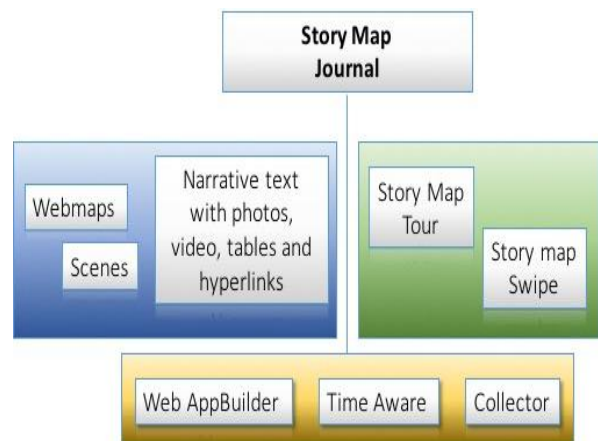 Story Map
Journal
Webmaps
Scenes
Narrative text
with photos,
video, tables and
hyperlinks
Story Map
Tour
Story map
Swipe
Web AppBuilder
Time Aware
Collector